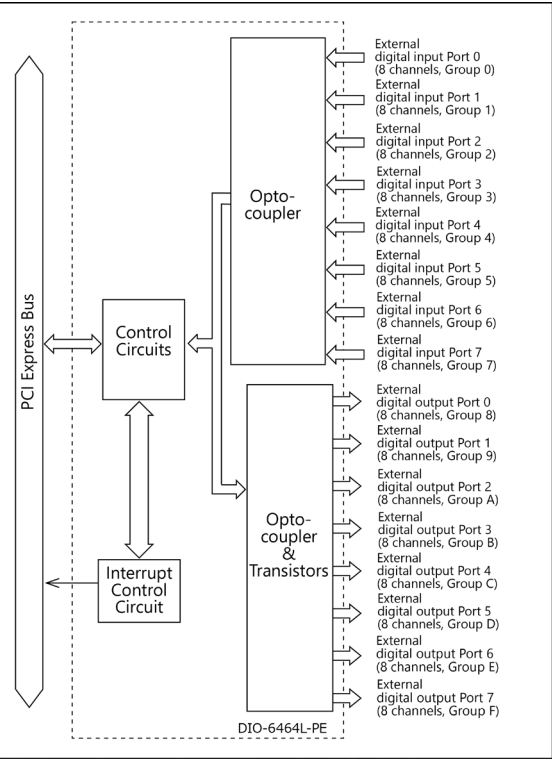 External
digital input Port 0
(8 channels, Group 0)
External
digital input Port 1
(8 channels, Group 1)
External
digital input Port 2
(8 channels, Group 2)
External
digital input Port 3
(8 channels, Group 3)
External
digital input Port 4
(8 channels, Group 4)
External
digital input Port 5
(8 channels, Group 5)
External
digital input Port 6
(8 channels, Group 6)
External
digital input Port 7
(8 channels, Group 7)
Opto-
coupler
PCI Express Bus
Control
Circuits
External
digital output Port 0
(8 channels, Group 8)
External
digital output Port 1
(8 channels, Group 9)
External
digital output Port 2
(8 channels, Group A)
External
digital output Port 3
(8 channels, Group B)
External
digital output Port 4
(8 channels, Group C)
External
digital output Port 5
(8 channels, Group D)
External
digital output Port 6
(8 channels, Group E)
External
digital output Port 7
(8 channels, Group F)
Opto-
coupler
&
Transistors
Interrupt
Control
Circuit
DIO-6464L-PE